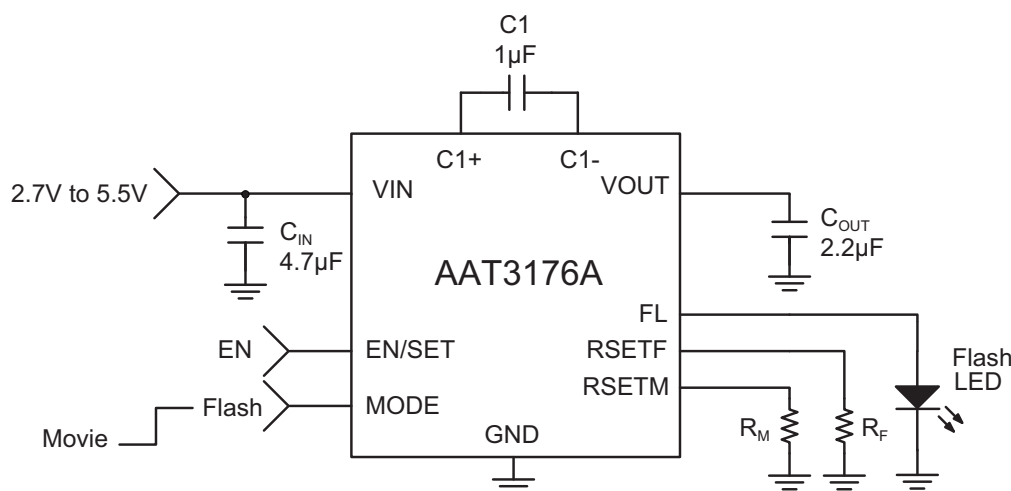 C1
1µF
C1+
C1-
2.7V to 5.5V
VIN
VOUT
C_IN
4.7µF
C_OUT
2.2µF
AAT3176A
FL
EN
EN/SET
RSETF
Flash
LED
RSETM
Flash
MODE
Movie
GND
R_M
R_F